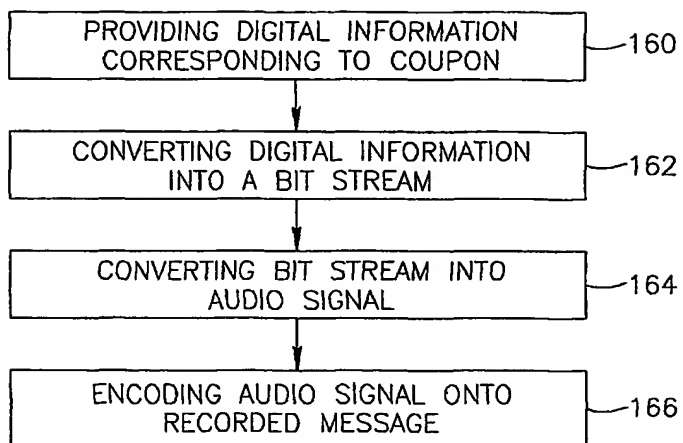 PROVIDING DIGITAL INFORMATION
CORRESPONDING TO COUPON
160
CONVERTING DIGITAL INFORMATION
INTO A BIT STREAM
162
CONVERTING BIT STREAM INTO
AUDIO SIGNAL
164
ENCODING AUDIO SIGNAL ONTO
RECORDED MESSAGE
166